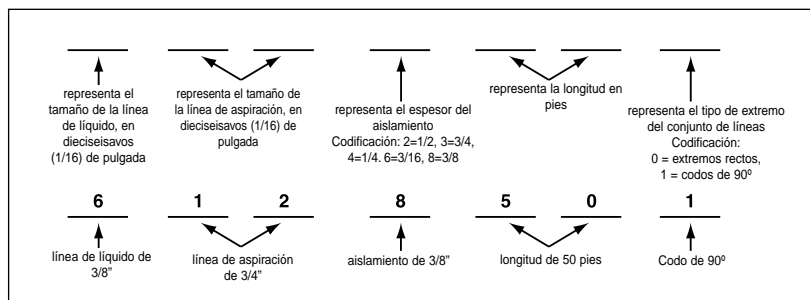 representa el
tamaño de la línea
de líquido, en
dieciseisavos
(1/16) de pulgada
representa el tamaño de
la línea de aspiración, en
dieciseisavos (1/16) de
pulgada
representa el espesor del
aislamiento
Codificación: 2=1/2, 3=3/4,
4=1/4. 6=3/16, 8=3/8
representa la longitud en
pies
representa el tipo de extremo
del conjunto de líneas
Codificación:
0 = extremos rectos,
1 = codos de 90º
6 1 2 8 5 0 1
línea de líquido de
3/8”
línea de aspiración
de 3/4”
aislamiento de 3/8”
longitud de 50 pies
Codo de 90º